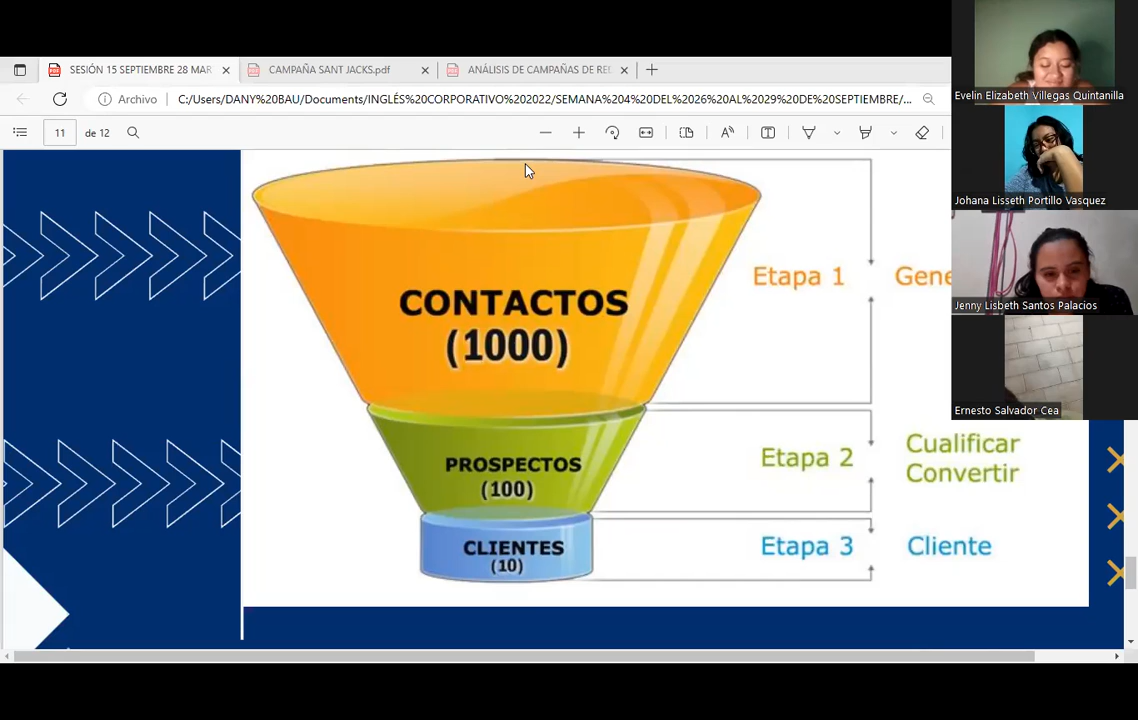 SESIÓN 15 SEPTIEMBRE 28 MAR
CAMPAÑA SANT JACKS.pdf
ANÁLISIS DE CAMPAÑAS DE REC
Archivo
C:/Users/DANY%20BAU/Documents/INGLÉS%20CORPORATIVO%202022/SEMANA%204%20DEL%2026%20AL%2029%20DE%20SEPTIEMBRE/...
11
de 12
CONTACTOS
(1000)
Etapa 1
Gene
PROSPECTOS
(100)
Etapa 2
Cualificar
Convertir
CLIENTES
(10)
Etapa 3
Cliente
Evelin Elizabeth Villegas Quintanilla
Johana Lisseth Portillo Vasquez
Jenny Lisbeth Santos Palacios
Ernesto Salvador Cea